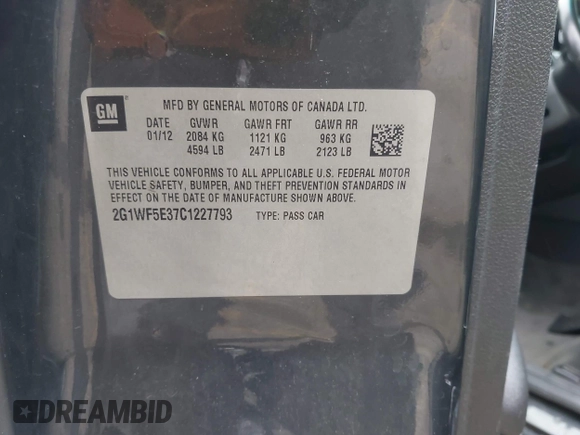 GM
MFD BY GENERAL MOTORS OF CANADA LTD.
DATE GVWR GAWR FRT GAWR RR
01/12 2084 KG 1121 KG 963 KG
4594 LB 2471 LB 2123 LB
THIS VEHICLE CONFORMS TO ALL APPLICABLE U.S. FEDERAL MOTOR
VEHICLE SAFETY, BUMPER, AND THEFT PREVENTION STANDARDS IN
EFFECT ON THE DATE OF MANUFACTURE SHOWN ABOVE.
2G1WF5E37C1227793 TYPE: PASS CAR
DREAMBID